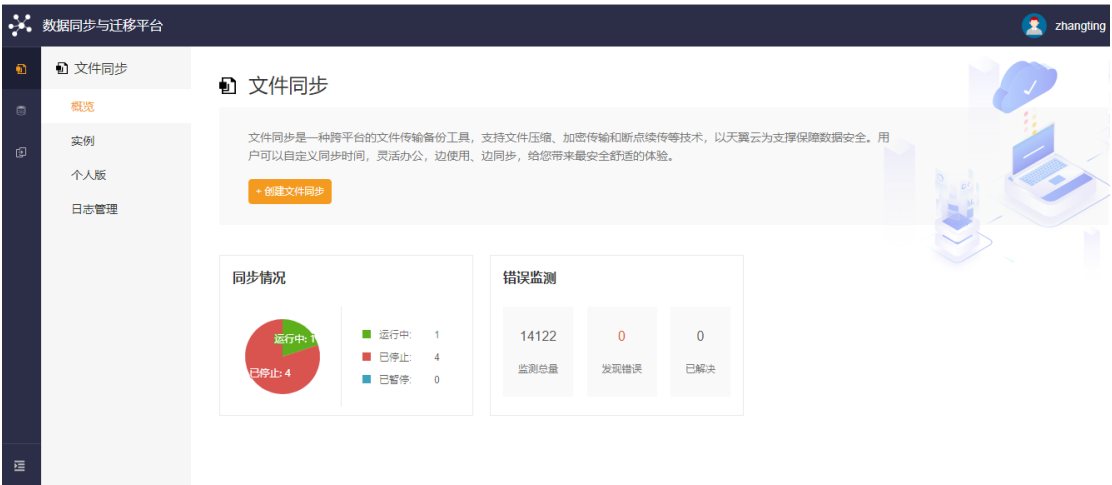 数据同步与迁移平台
zhangting
文件同步
概览
实例
个人版
日志管理
文件同步
文件同步是一种跨平台的文件传输备份工具，支持文件压缩、加密传输和断点续传等技术，以天翼云为支撑保障数据安全。用
户可以自定义同步时间，灵活办公，边使用、边同步，给您带来最安全舒适的体验。
+ 创建文件同步
同步情况
运行中: 1
已停止: 4
运行中: 1
已停止: 4
已暂停: 0
错误监测
14122 0 0
监测总量 发现错误 已解决